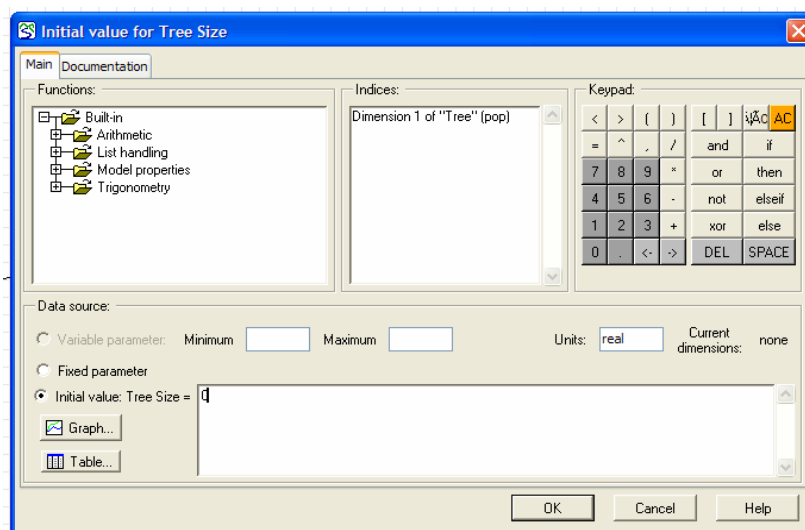 Initial value for Tree Size
Main Documentation
Functions:
Built-in
Arithmetic
List handling
Model properties
Trigonometry
Indices:
Dimension 1 of "Tree" (pop)
Keypad:
< > ( ) [ ] AC
= ^ , / and if
7 8 9 * or then
4 5 6 - not elseif
1 2 3 + xor else
0 . <- -> DEL SPACE
Data source:
Variable parameter: Minimum Maximum Units: real Current dimensions: none
Fixed parameter
Initial value: Tree Size = 0
Graph...
Table...
OK Cancel Help